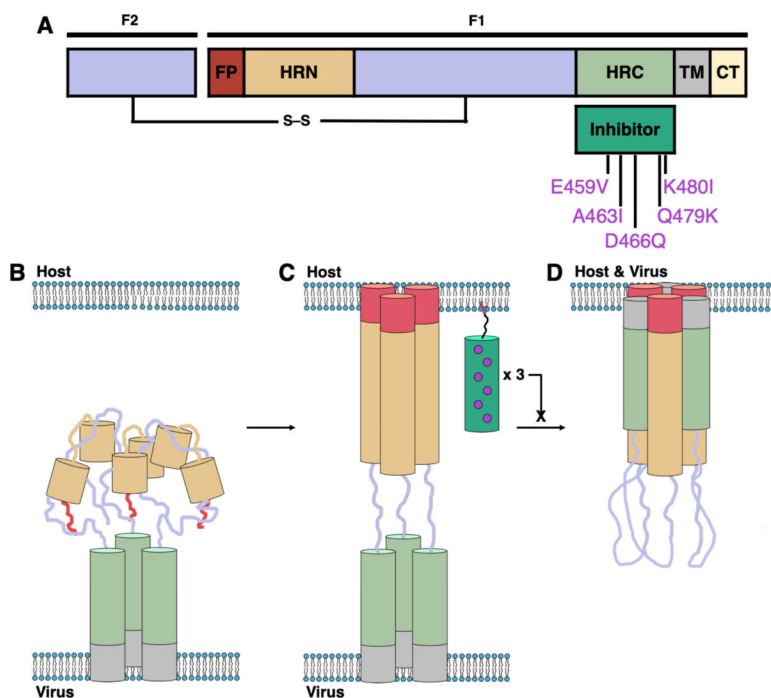 A
F2
F1
FP
HRN
HRC
TM
CT
S–S
Inhibitor
E459V
K480I
A463I
Q479K
D466Q
B
Host
C
Host
D
Host & Virus
x 3
X
Virus
Virus